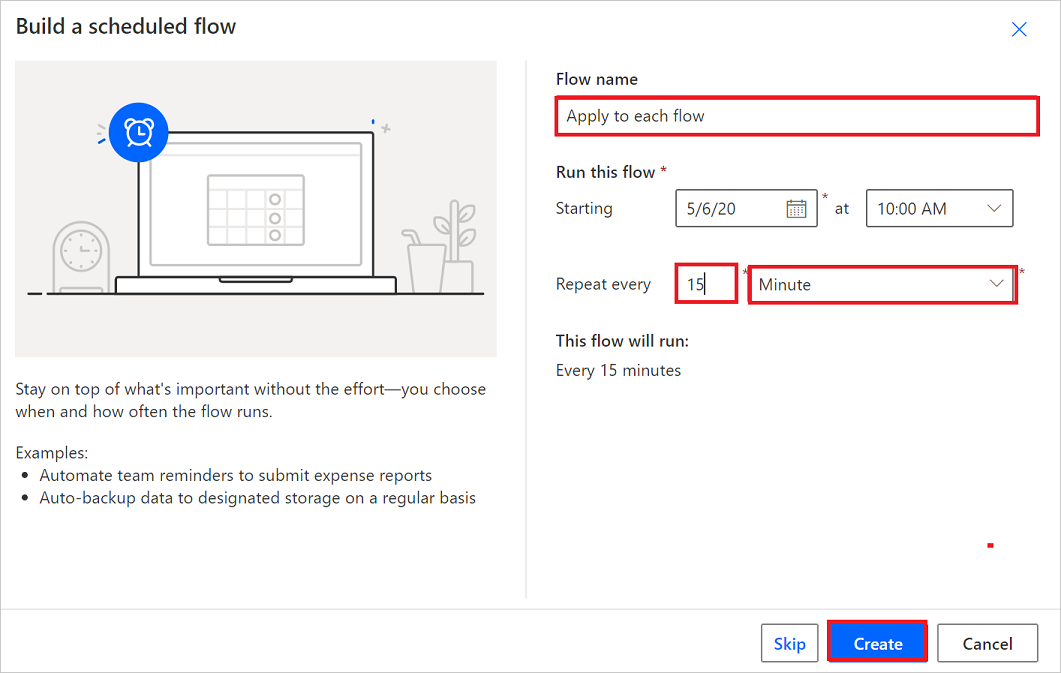 Build a scheduled flow
Stay on top of what's important without the effort—you choose
when and how often the flow runs.
Examples:
Automate team reminders to submit expense reports
Auto-backup data to designated storage on a regular basis
Flow name
Apply to each flow
Run this flow *
Starting 5/6/20 * at 10:00 AM
Repeat every 15 * Minute *
This flow will run:
Every 15 minutes
Skip Create Cancel